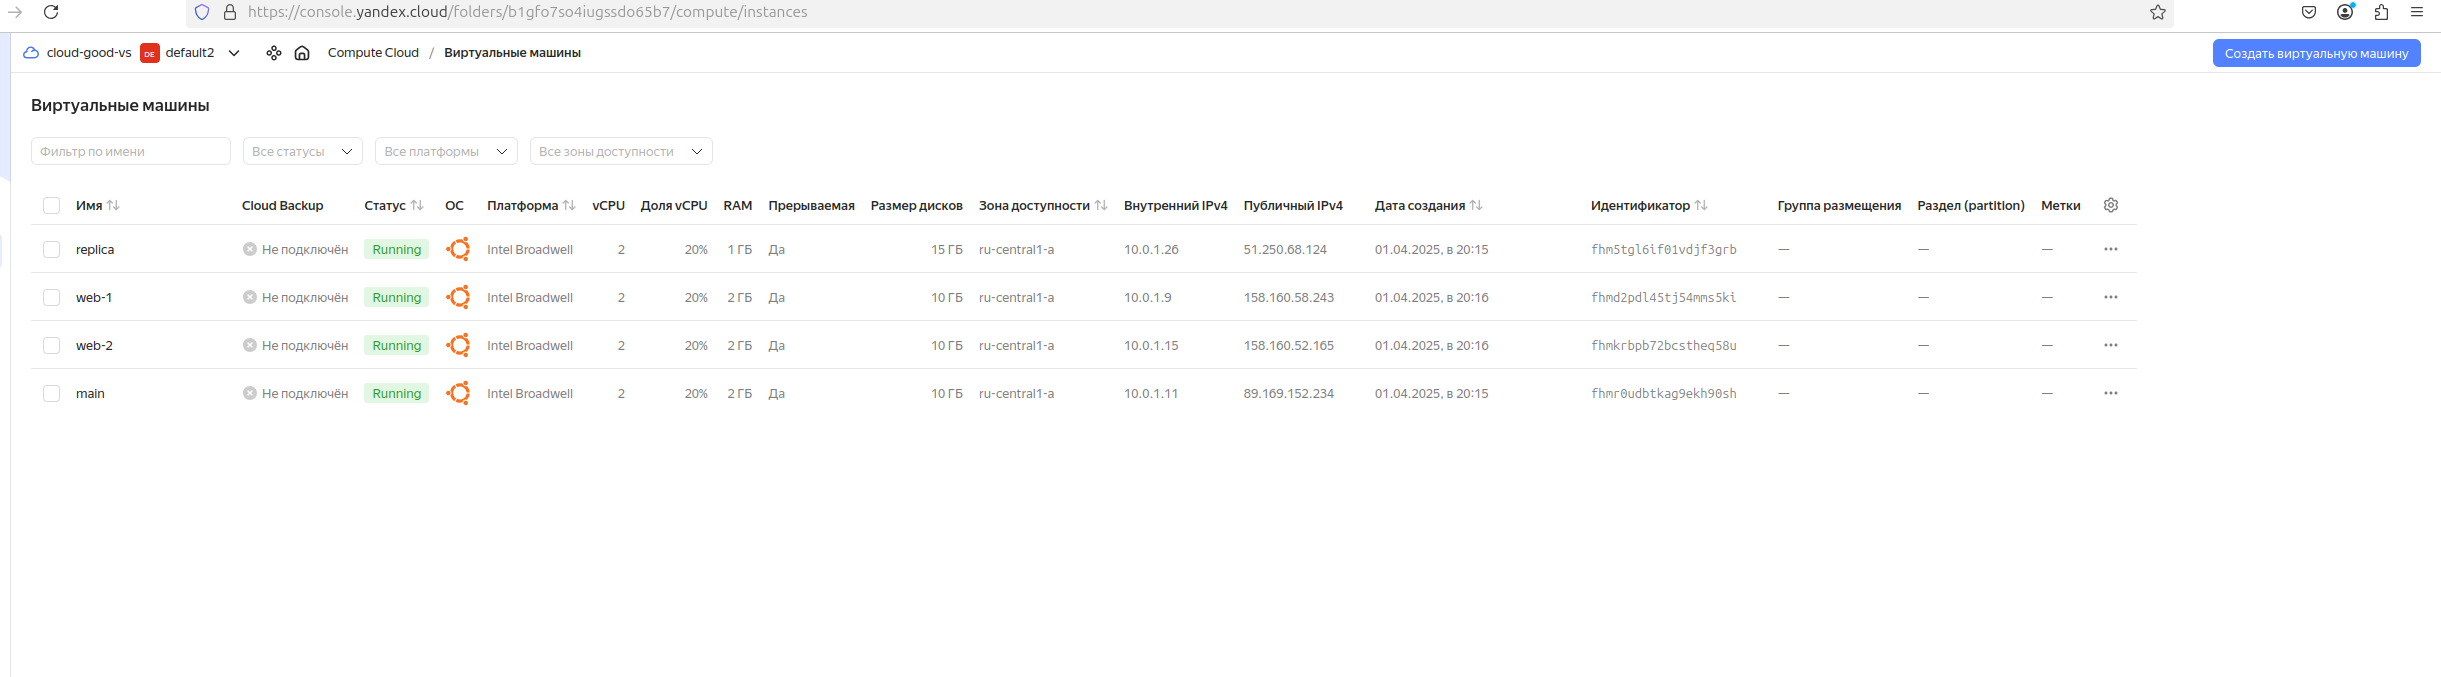 https://console.yandex.cloud/folders/b1gfo7so4iugssdo65b7/compute/instances
cloud-good-vs DE default2 Compute Cloud / Виртуальные машины Создать виртуальную машину
Виртуальные машины
Фильтр по имени Все статусы Все платформы Все зоны доступности
Имя Cloud Backup Статус ОС Платформа vCPU Доля vCPU RAM Прерываемая Размер дисков Зона доступности Внутренний IPv4 Публичный IPv4 Дата создания Идентификатор Группа размещения Раздел (partition) Метки
replica Не подключён Running Intel Broadwell 2 20% 1 ГБ Да 15 ГБ ru-central1-a 10.0.1.26 51.250.68.124 01.04.2025, в 20:15 fhm5tgl6if01vdjf3grb — — —
web-1 Не подключён Running Intel Broadwell 2 20% 2 ГБ Да 10 ГБ ru-central1-a 10.0.1.9 158.160.58.243 01.04.2025, в 20:16 fhmd2pdl45tj54mms5ki — — —
web-2 Не подключён Running Intel Broadwell 2 20% 2 ГБ Да 10 ГБ ru-central1-a 10.0.1.15 158.160.52.165 01.04.2025, в 20:16 fhmkrbpb72bcstheq58u — — —
main Не подключён Running Intel Broadwell 2 20% 2 ГБ Да 10 ГБ ru-central1-a 10.0.1.11 89.169.152.234 01.04.2025, в 20:15 fhmr0udbtkag9ekh90sh — — —